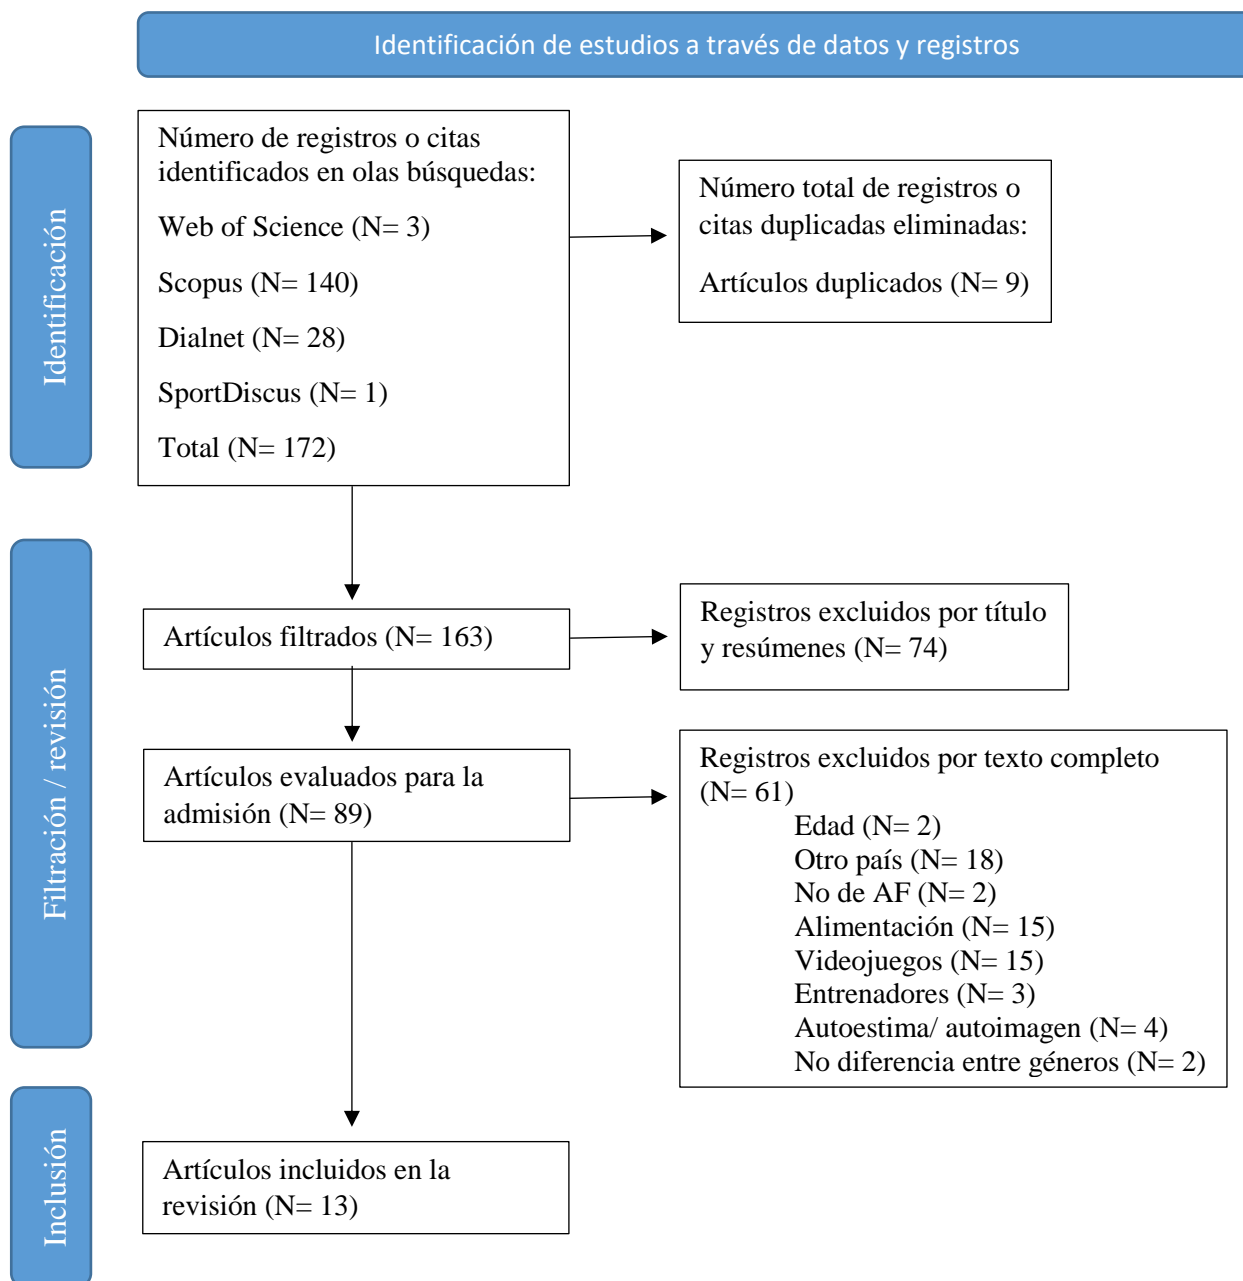 Identificación de estudios a través de datos y registros
Identificación
Número de registros o citas
identificados en olas búsquedas:
Web of Science (N= 3)
Scopus (N= 140)
Dialnet (N= 28)
SportDiscus (N= 1)
Total (N= 172)
Número total de registros o
citas duplicadas eliminadas:
Artículos duplicados (N= 9)
Filtración / revisión
Artículos filtrados (N= 163)
Registros excluidos por título
y resúmenes (N= 74)
Artículos evaluados para la
admisión (N= 89)
Registros excluidos por texto completo
(N= 61)
Edad (N= 2)
Otro país (N= 18)
No de AF (N= 2)
Alimentación (N= 15)
Videojuegos (N= 15)
Entrenadores (N= 3)
Autoestima/ autoimagen (N= 4)
No diferencia entre géneros (N= 2)
Inclusión
Artículos incluidos en la
revisión (N= 13)